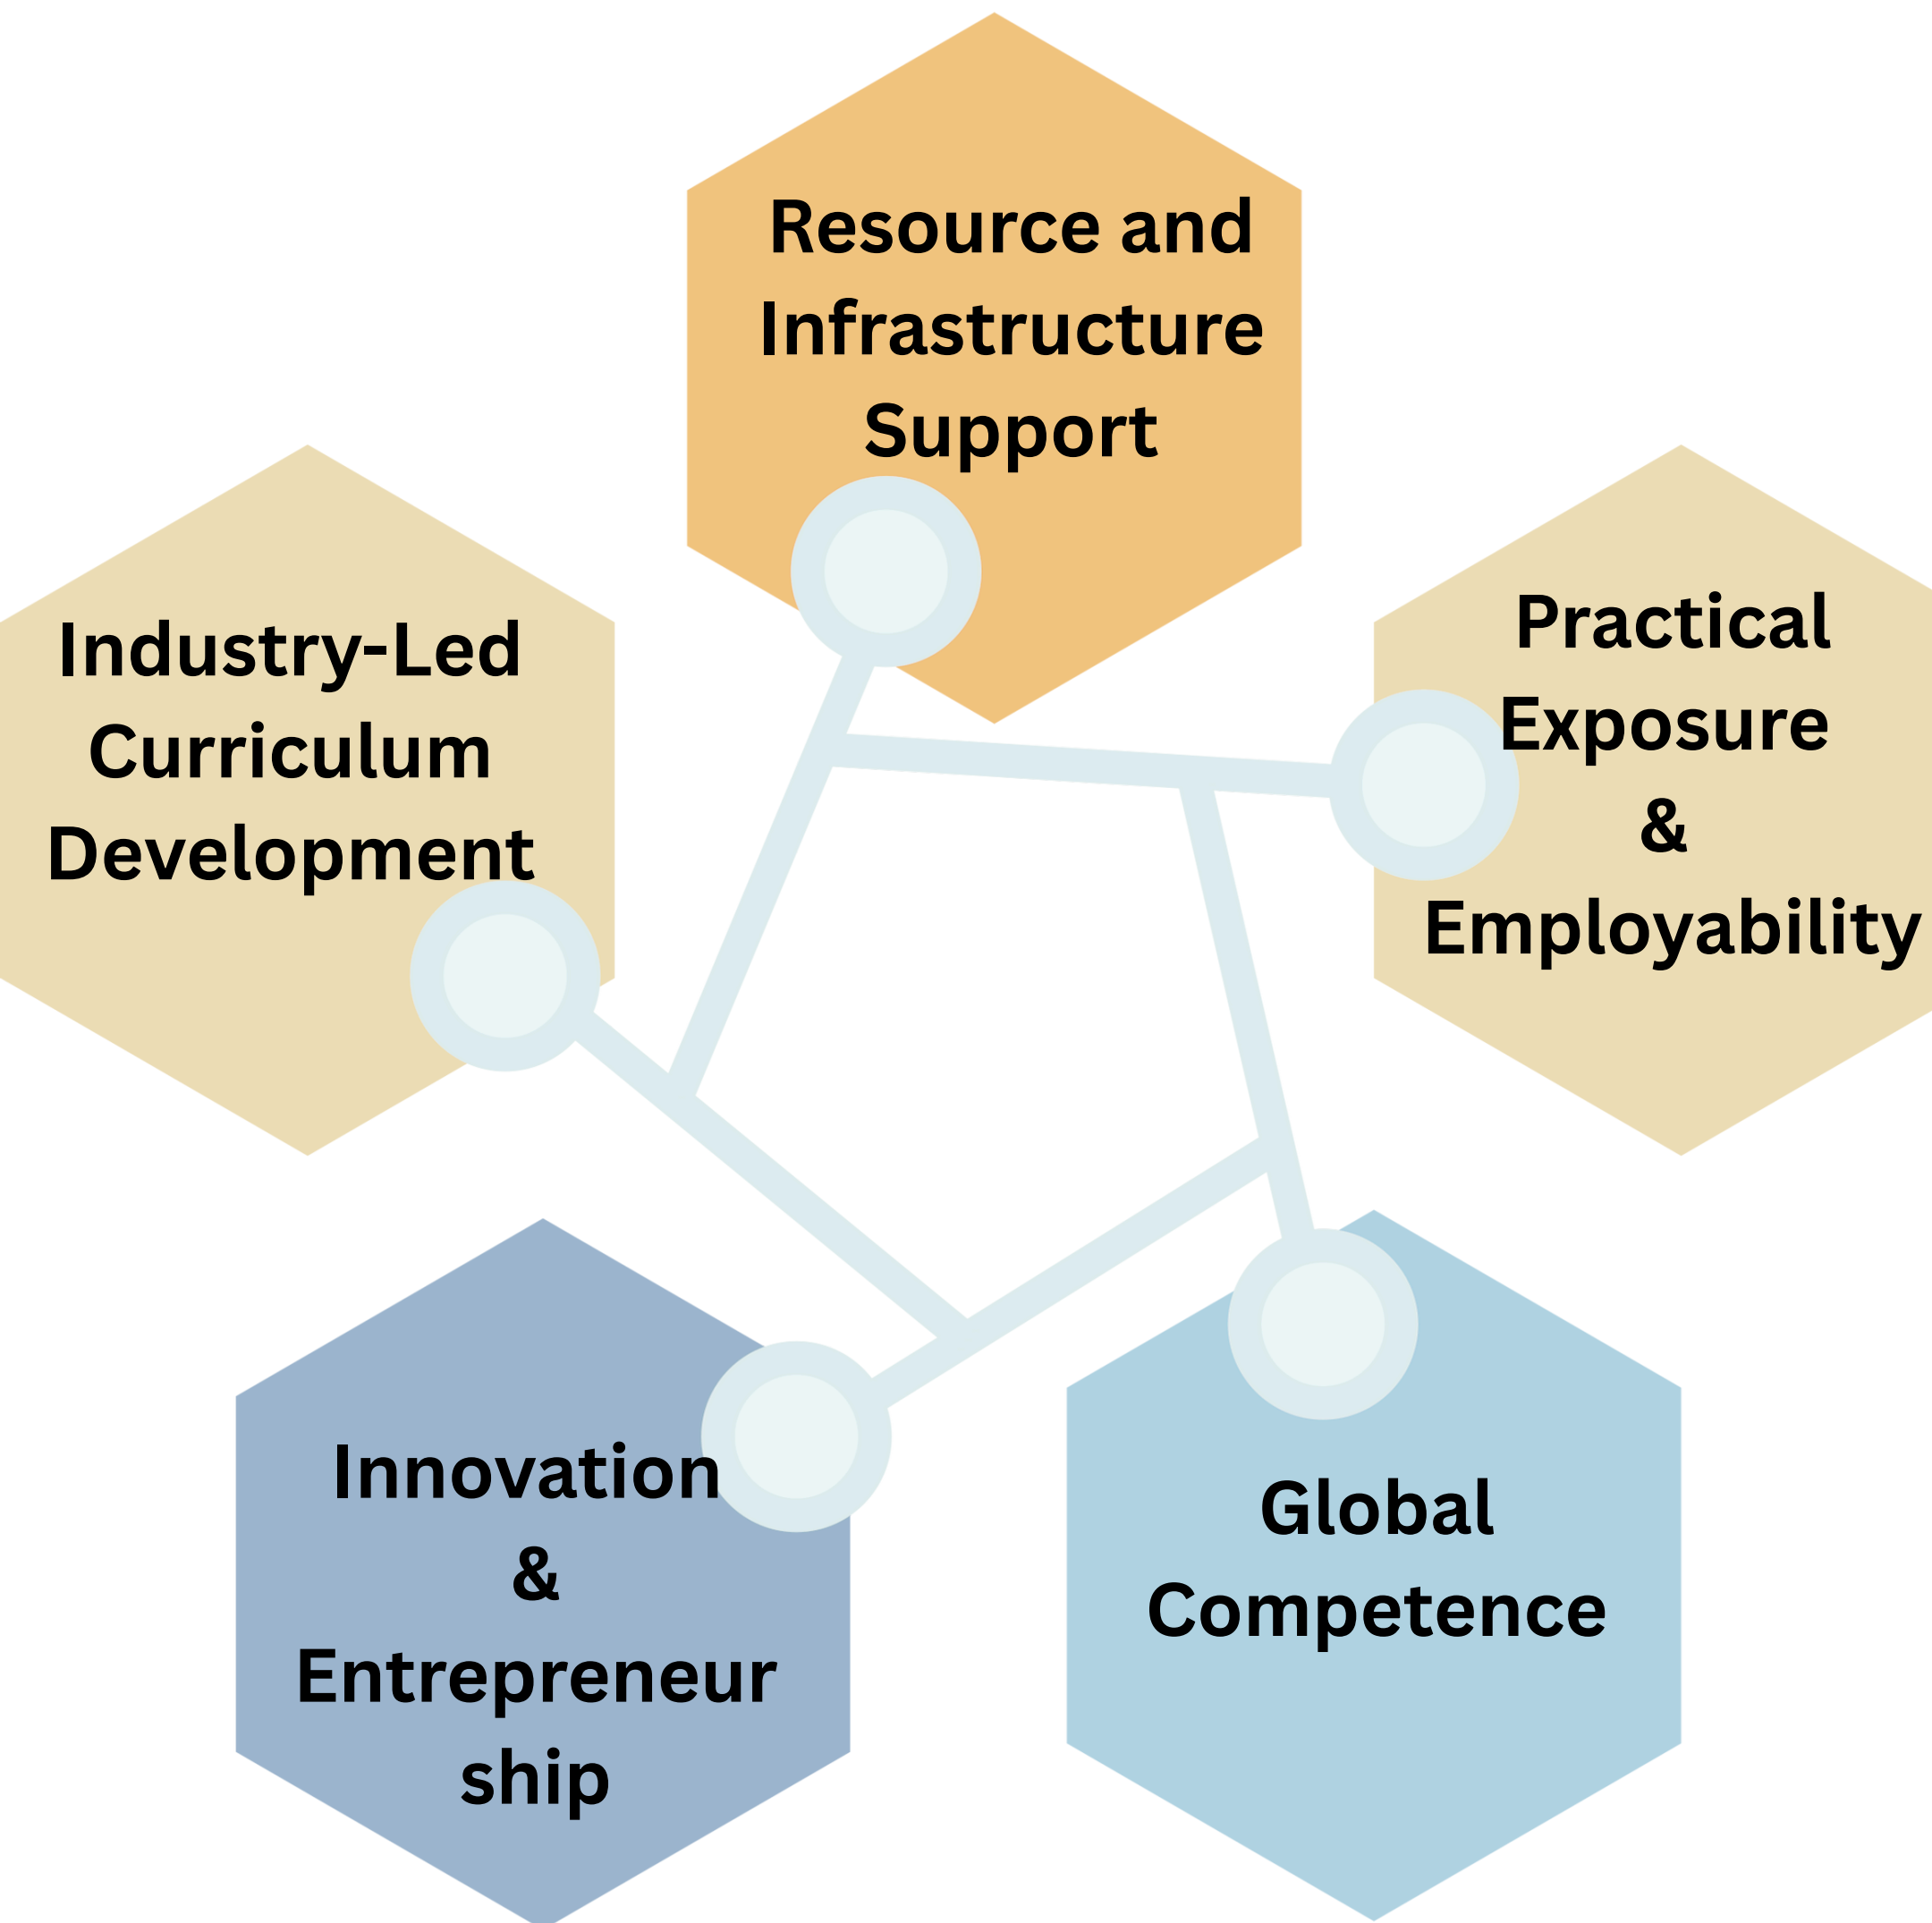 Resource and
Infrastructure
Support
Industry-Led
Curriculum
Development
Practical
Exposure
&
Employability
Innovation
&
Entrepreneur
ship
Global
Competence